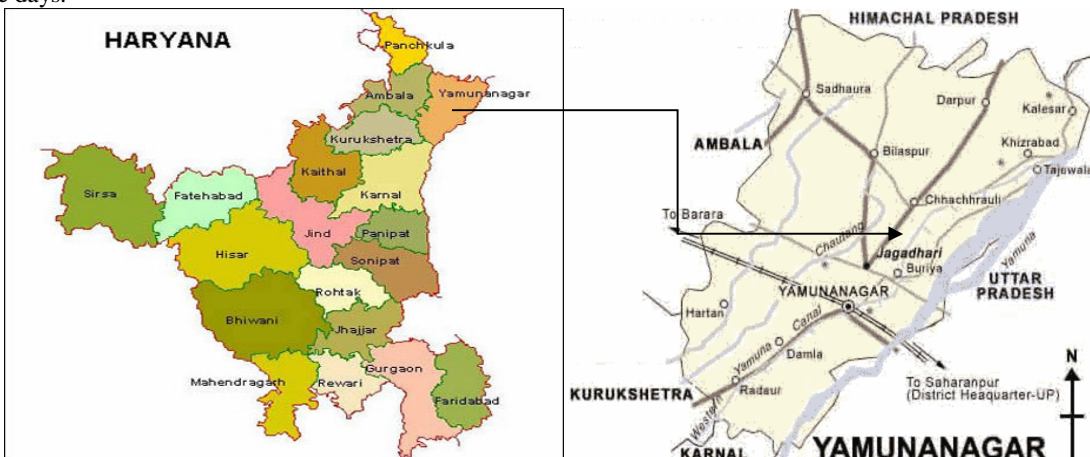 e days.
HARYANA
Panchkula
Ambala
Yamunanagar
Kurukshetra
Kaithal
Karnal
Sirsa
Fatehabad
Jind
Panipat
Hisar
Sonipat
Rohtak
Bhiwani
Jhajjar
Mahendragarh
Rewari
Gurgaon
Faridabad
HIMACHAL PRADESH
Sadhaura
Darpur
Kalesar
AMBALA
Bilaspur
Khizrabad
Tajewala
Chhachhrauli
To Barara
Chautang
Jagadhari
Buriya
Yamuna
UTTAR
PRADESH
YAMUNANAGAR
Hartan
Western Yamuna Canal
Damla
Radaur
KURUKSHETRA
To Saharanpur
(District Heaquarter-UP)
N
KARNAL
YAMUNANAGAR